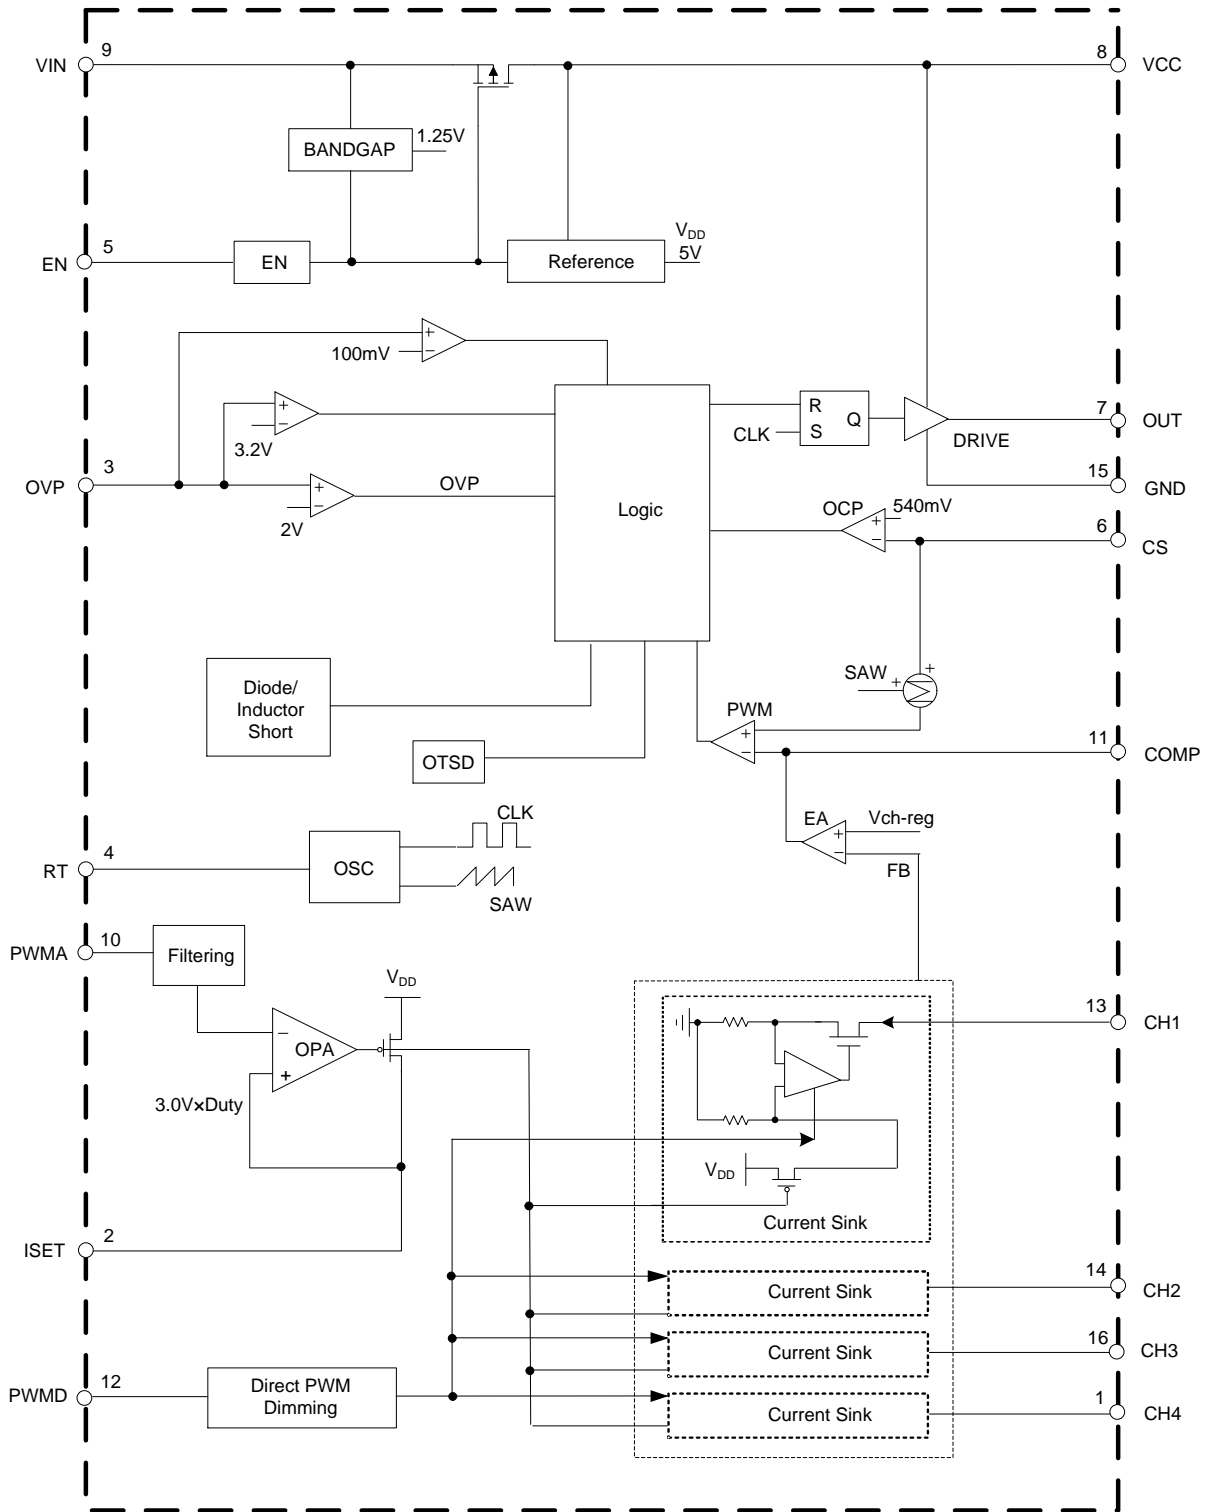 VIN
9
8
VCC
1.25V
BANDGAP
EN
5
EN
Reference
VDD
5V
100mV
+
−
3.2V
+
−
OVP
3
2V
+
−
OVP
Logic
R
S
Q
CLK
DRIVE
7
OUT
15
GND
OCP
+
−
540mV
6
CS
SAW
+
+
Diode/
Inductor
Short
OTSD
PWM
+
−
11
COMP
EA
+
−
Vch-reg
FB
RT
4
OSC
CLK
SAW
PWMA
10
Filtering
VDD
−
OPA
+
3.0V×Duty
13
CH1
VDD
Current Sink
ISET
2
Current Sink
14
CH2
Current Sink
16
CH3
PWMD
12
Direct PWM
Dimming
Current Sink
1
CH4